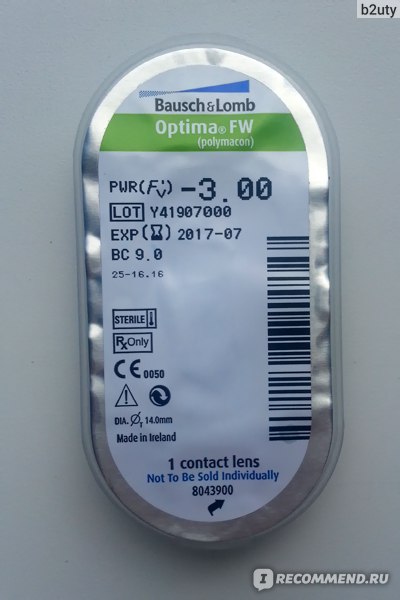 b2uty
Bausch & Lomb
Optima® FW
(polymacon)
PWR(F'v) -3.00
LOT Y41907000
EXP 2017-07
BC 9.0
25-16.16
STERILE
Rx Only
CE 0050
DIA. ØT 14.0mm
Made in Ireland
1 contact lens
Not To Be Sold Individually
8043900
IRECOMMEND.RU